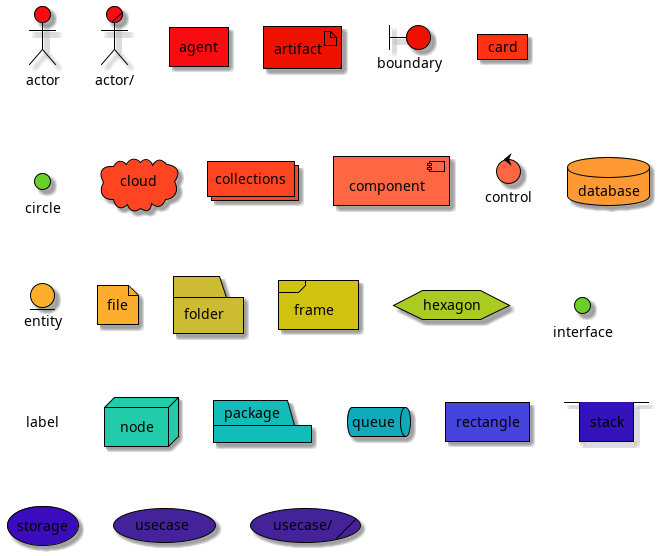 actor
actor/
agent
artifact
boundary
card
circle
cloud
collections
component
control
database
entity
file
folder
frame
hexagon
interface
label
node
package
queue
rectangle
stack
storage
usecase
usecase/